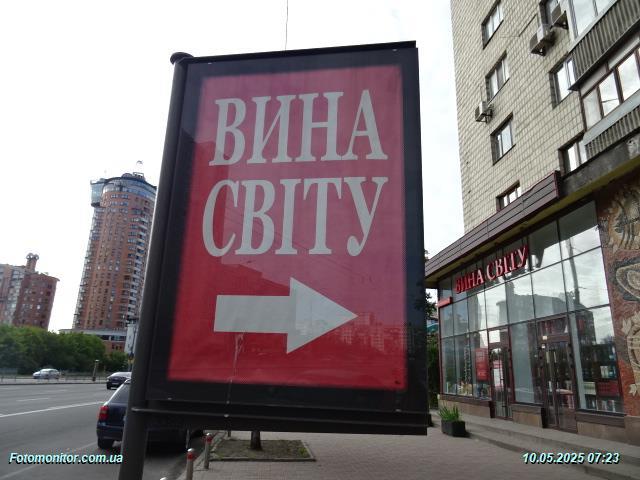 ВИНА
СВІТУ
ВИНА СВІТУ
Fotomonitor.com.ua
10.05.2025 07:23